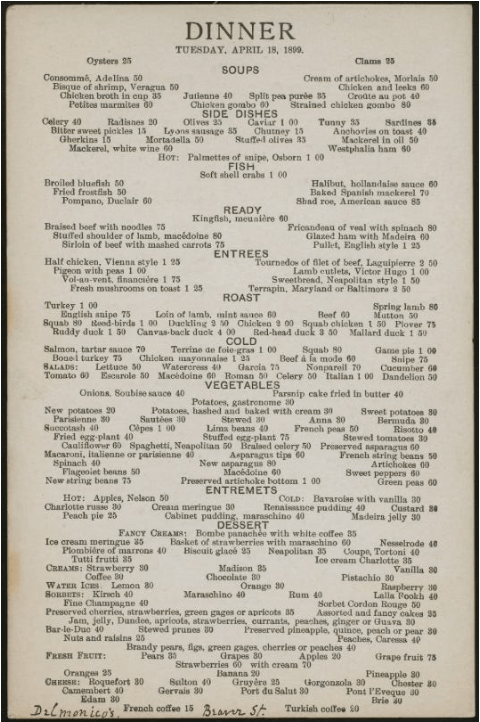 DINNER
TUESDAY, APRIL 18, 1899.
Oysters 25 Clams 25
SOUPS
Consommé, Adelina 50 Cream of artichokes, Morlais 50
Bisque of shrimp, Veragua 50 Chicken and leeks 60
Chicken broth in cup 35 Julienne 40 Split pea purée 35 Croûte au pot 40
Petites marmites 60 Chicken gombo 60 Strained chicken gombo 80
SIDE DISHES
Celery 40 Radishes 20 Olives 25 Caviar 1 00 Tunny 35 Sardines 35
Bitter sweet pickles 15 Lyons sausage 35 Chutney 15 Anchovies on toast 40
Gherkins 15 Mortadella 50 Stuffed olives 35 Mackerel in oil 50
Mackerel, white wine 60 Westphalia ham 60
HOT: Palmettes of snipe, Osborn 1 00
FISH
Soft shell crabs 1 00
Broiled bluefish 50 Halibut, hollandaise sauce 60
Fried frostfish 50 Baked Spanish mackerel 70
Pompano, Duclair 60 Shad roe, American sauce 85
READY
Kingfish, meunière 60
Braised beef with noodles 75 Fricandeau of veal with spinach 80
Stuffed shoulder of lamb, macédoine 80 Glazed ham with Madeira 60
Sirloin of beef with mashed carrots 75 Pullet, English style 1 25
ENTREES
Half chicken, Vienna style 1 25 Tournedos of filet of beef, Laguipierre 2 50
Pigeon with peas 1 00 Lamb cutlets, Victor Hugo 1 00
Vol-au-vent, financière 1 75 Sweetbread, Neapolitan style 1 50
Fresh mushrooms on toast 1 25 Terrapin, Maryland or Baltimore 2 50
ROAST
Turkey 1 00 Spring lamb 80
English snipe 75 Loin of lamb, mint sauce 60 Beef 60 Mutton 50
Squab 80 Reed-birds 1 00 Duckling 2 50 Chicken 2 00 Squab chicken 1 50 Plover 75
Ruddy duck 1 50 Canvas-back duck 4 00 Red-head duck 2 50 Mallard duck 1 50
COLD
Salmon, tartar sauce 70 Terrine de foie-gras 1 00 Squab 80 Game pie 1 00
Boned turkey 75 Chicken mayonnaise 1 25 Beef à la mode 60 Snipe 75
SALADS: Lettuce 50 Watercress 40 Garcia 75 Nonpareil 70 Cucumber 60
Tomato 60 Escarole 50 Macédoine 60 Roman 50 Celery 50 Italian 1 00 Dandelion 50
VEGETABLES
Onions, Soubise sauce 40 Parsnip cake fried in butter 40
Potatoes, gastronome 30
New potatoes 20 Potatoes, hashed and baked with cream 30 Sweet potatoes 30
Parisienne 30 Sautées 30 Stewed 30 Anna 30 Bermuda 30
Succotash 40 Cêpes 1 00 Lima beans 40 French peas 50 Risotto 40
Fried egg-plant 40 Stuffed egg-plant 75 Stewed tomatoes 30
Cauliflower 60 Spaghetti, Neapolitan 50 Braised celery 50 Preserved asparagus 60
Macaroni, italienne or parisienne 40 Asparagus tips 60 French string beans 50
Spinach 40 New asparagus 80 Artichokes 60
Flageolet beans 50 Macédoine 60 Sweet peppers 60
New string beans 75 Preserved artichoke bottom 1 00 Green peas 60
ENTREMETS
HOT: Apples, Nelson 50 COLD: Bavaroise with vanilla 30
Charlotte russe 30 Cream meringue 30 Renaissance pudding 40 Custard 30
Peach pie 25 Cabinet pudding, maraschino 40 Madeira jelly 30
DESSERT
FANCY CREAMS: Bombe panachée with white coffee 35
Ice cream meringue 35 Basket of strawberries with maraschino 60 Nesselrode 40
Plombière of marrons 40 Biscuit glacé 25 Neapolitan 35 Coupe, Tortoni 40
Tutti frutti 35 Ice cream Charlotte 35
CREAMS: Strawberry 30 Madison 35 Vanilla 30
Coffee 30 Chocolate 30 Pistachio 30
WATER ICES: Lemon 30 Orange 30 Raspberry 30
SORBETS: Kirsch 40 Maraschino 40 Rum 40 Lalla Rookh 40
Fine Champagne 40 Sorbet Cordon Rouge 50
Preserved cherries, strawberries, green gages or apricots 35 Assorted and fancy cakes 25
Jam, jelly, Dundee, apricots, strawberries, currants, peaches, ginger or Guava 30
Bar-le-Duc 40 Stewed prunes 30 Preserved pineapple, quince, peach or pear 30
Nuts and raisins 25 Peaches, Caressa 40
Brandy pears, figs, green gages, cherries or peaches 40
FRESH FRUIT: Pears 35 Grapes 30 Apples 20 Grape fruit 75
Strawberries 60 with cream 70
Oranges 25 Banana 20 Pineapple 30
CHEESE: Roquefort 30 Stilton 40 Gruyère 25 Gorgonzola 30 Chester 30
Camembert 40 Gervais 30 Port du Salut 30 Pont l'Eveque 30
Edam 30 Brie 40
Delmonico's. French coffee 15 Beaver St. Turkish coffee 20